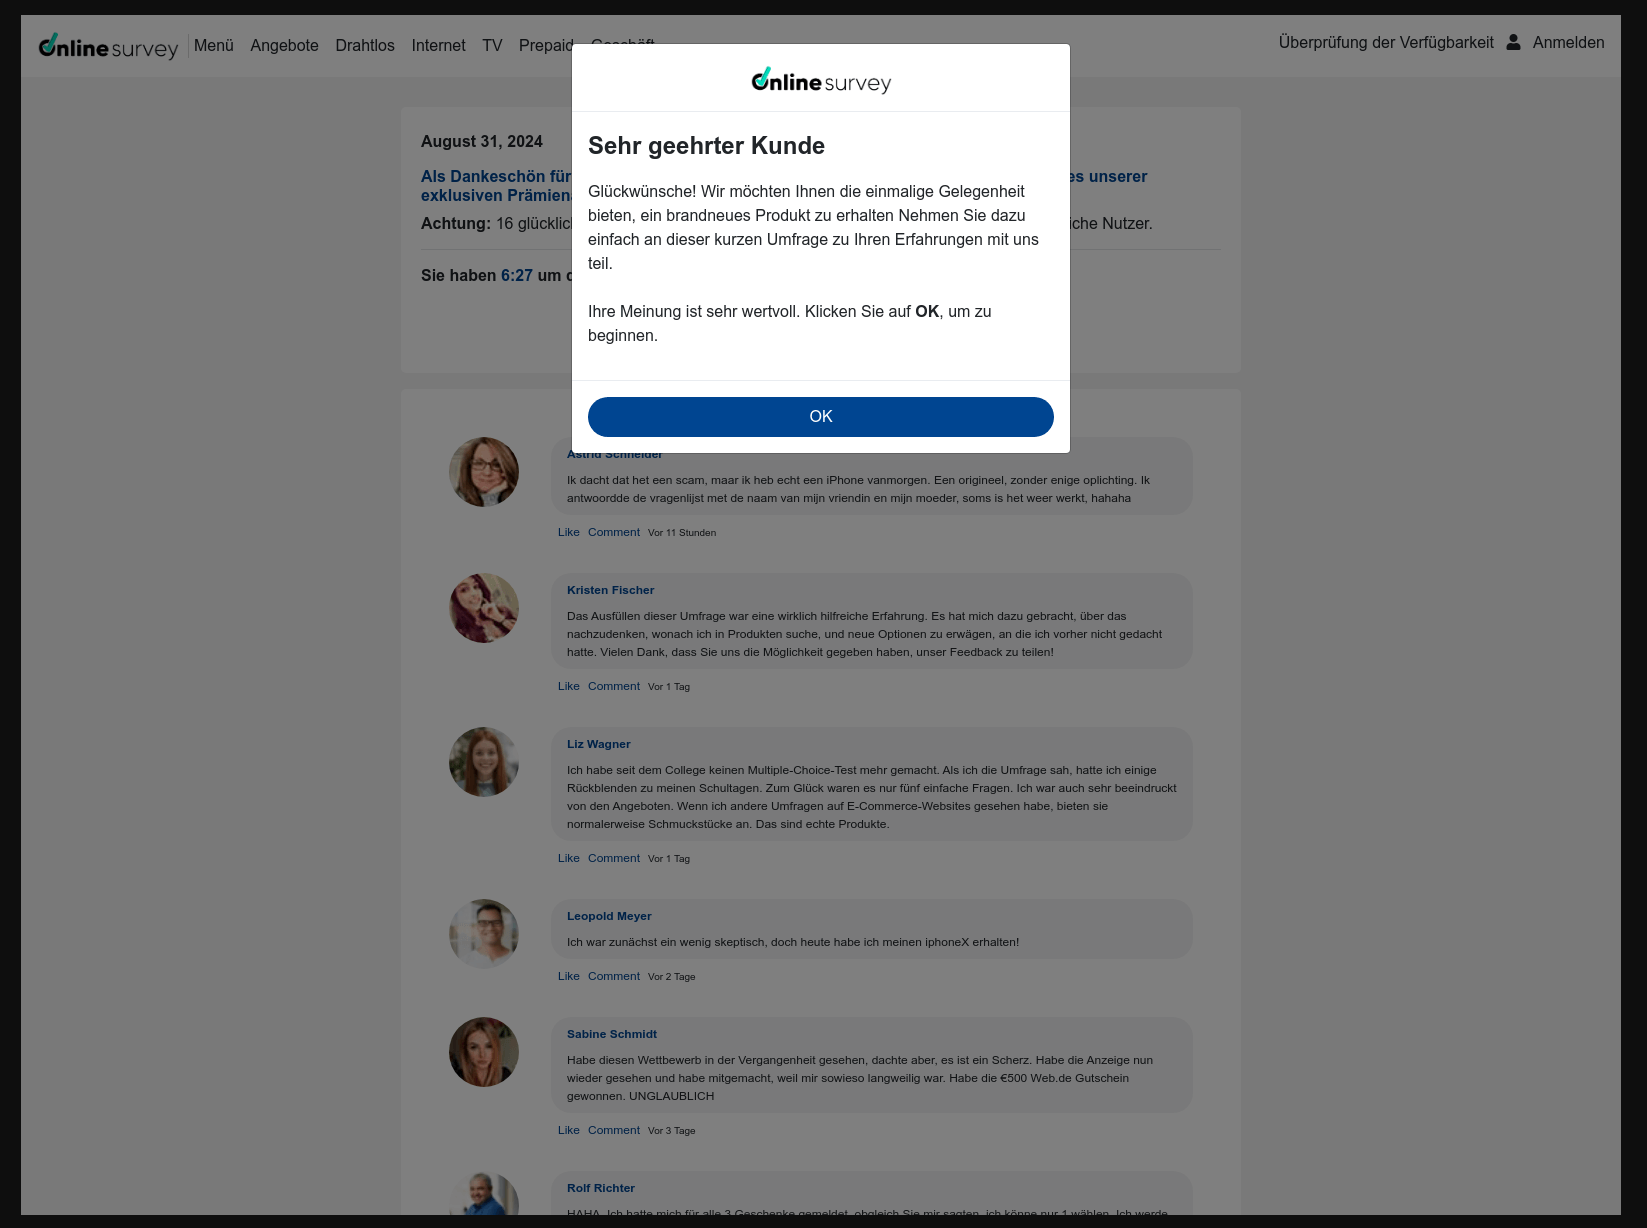 Onlinesurvey Menü Angebote Drahtlos Internet TV Prepaid Geschäft Überprüfung der Verfügbarkeit Anmelden
Onlinesurvey
Sehr geehrter Kunde
Glückwünsche! Wir möchten Ihnen die einmalige Gelegenheit
bieten, ein brandneues Produkt zu erhalten Nehmen Sie dazu
einfach an dieser kurzen Umfrage zu Ihren Erfahrungen mit uns
teil.
Ihre Meinung ist sehr wertvoll. Klicken Sie auf OK, um zu
beginnen.
OK
August 31, 2024
Als Dankeschön für es unserer
exklusiven
Achtung: 16 Nutzer.
Sie haben 6:27 um
Astrid Schneider
Ik dacht dat het een scam, maar ik heb echt een iPhone vanmorgen. Een origineel, zonder enige oplichting. Ik
antwoordde de vragenlijst met de naam van mijn vriendin en mijn moeder, soms is het weer werkt, hahaha
Like Comment Vor 11 Stunden
Kristen Fischer
Das Ausfüllen dieser Umfrage war eine wirklich hilfreiche Erfahrung. Es hat mich dazu gebracht, über das
nachzudenken, wonach ich in Produkten suche, und neue Optionen zu erwägen, an die ich vorher nicht gedacht
hatte. Vielen Dank, dass Sie uns die Möglichkeit gegeben haben, unser Feedback zu teilen!
Like Comment Vor 1 Tag
Liz Wagner
Ich habe seit dem College keinen Multiple-Choice-Test mehr gemacht. Als ich die Umfrage sah, hatte ich einige
Rückblenden zu meinen Schultagen. Zum Glück waren es nur fünf einfache Fragen. Ich war auch sehr beeindruckt
von den Angeboten. Wenn ich andere Umfragen auf E-Commerce-Websites gesehen habe, bieten sie
normalerweise Schmuckstücke an. Das sind echte Produkte.
Like Comment Vor 1 Tag
Leopold Meyer
Ich war zunächst ein wenig skeptisch, doch heute habe ich meinen iphoneX erhalten!
Like Comment Vor 2 Tage
Sabine Schmidt
Habe diesen Wettbewerb in der Vergangenheit gesehen, dachte aber, es ist ein Scherz. Habe die Anzeige nun
wieder gesehen und habe mitgemacht, weil mir sowieso langweilig war. Habe die €500 Web.de Gutschein
gewonnen. UNGLAUBLICH
Like Comment Vor 3 Tage
Rolf Richter
HAHA. Ich hatte mich für alle 3 Geschenke gemeldet, obgleich Sie mir sagten, ich könne nur 1 wählen. Ich werde